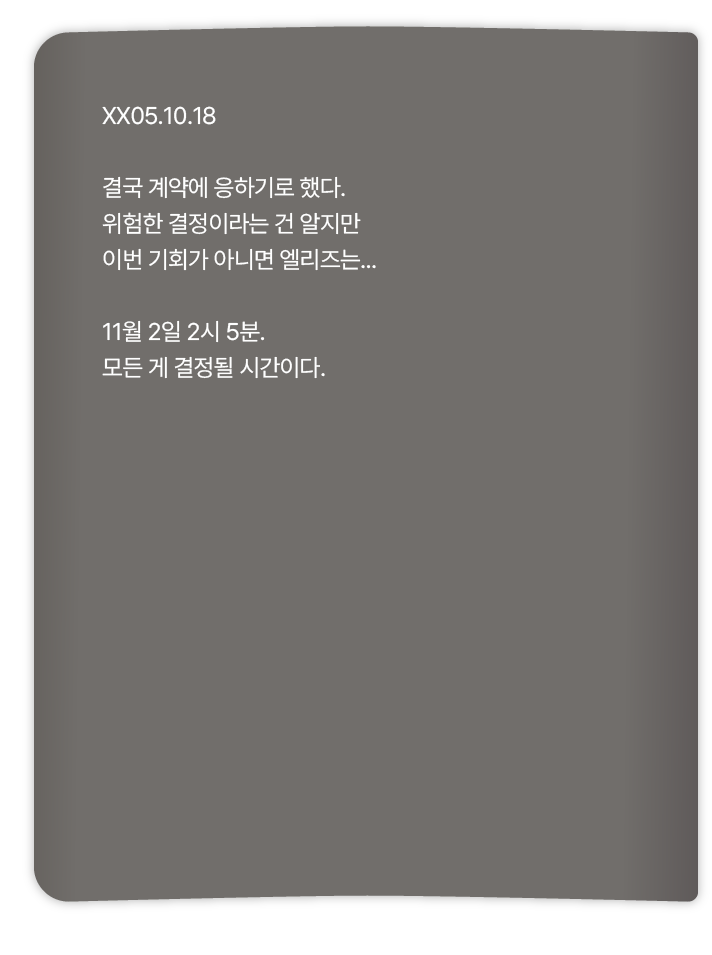 XX05.10.18
결국 계약에 응하기로 했다.
위험한 결정이라는 건 알지만
이번 기회가 아니면 엘리즈는...
11월 2일 2시 5분.
모든 게 결정될 시간이다.